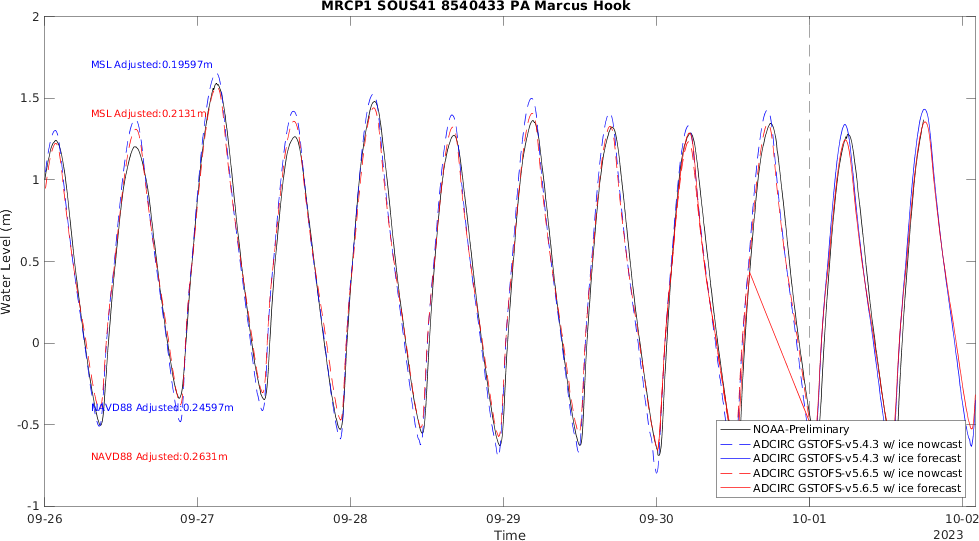 MRCP1 SOUS41 8540433 PA Marcus Hook
2
1.5
1
0.5
0
-0.5
-1
Water Level (m)
MSL Adjusted:0.19597m
MSL Adjusted:0.2131m
NAVD88 Adjusted:0.24597m
NAVD88 Adjusted:0.2631m
NOAA-Preliminary
ADCIRC GSTOFS-v5.4.3 w/ ice nowcast
ADCIRC GSTOFS-v5.4.3 w/ ice forecast
ADCIRC GSTOFS-v5.6.5 w/ ice nowcast
ADCIRC GSTOFS-v5.6.5 w/ ice forecast
09-26 09-27 09-28 09-29 09-30 10-01 10-02
Time
2023